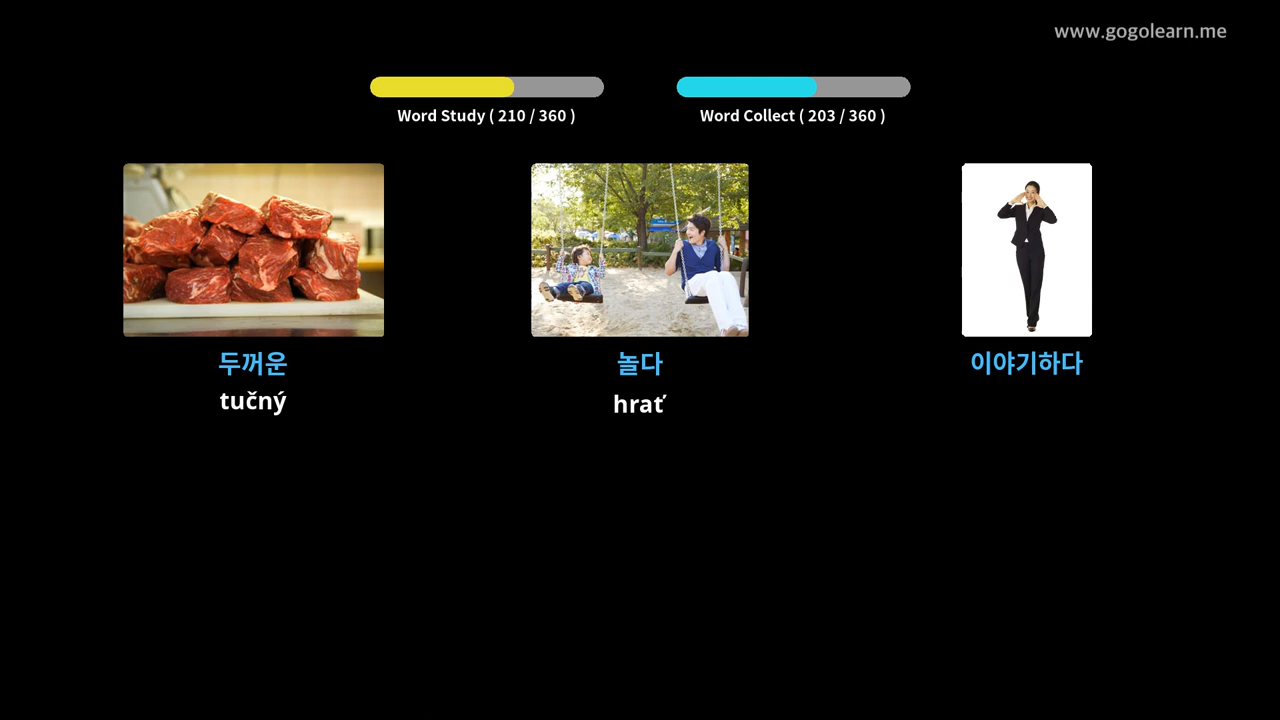 www.gogolearn.me
Word Study ( 210 / 360 )
Word Collect ( 203 / 360 )
두꺼운
놀다
이야기하다
tučný
hrať